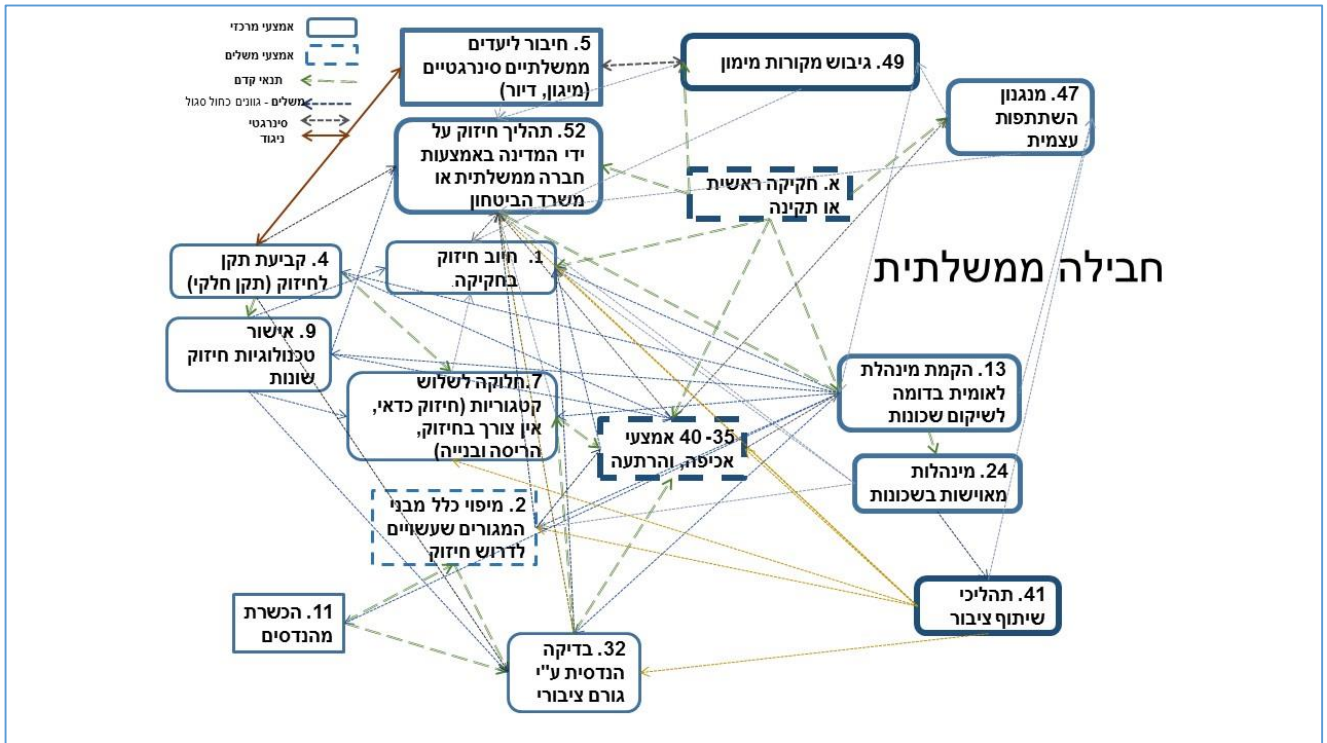 אמצעי מרכזי
אמצעי משלים
תנאי קדם
משלים - גוונים כחול סגול
סינרגטי
ניגוד
5. חיבור ליעדים
ממשלתיים סינרגטיים
(מיגון, דיור)
49. גיבוש מקורות מימון
47. מנגנון
השתתפות
עצמית
52. תהליך חיזוק על
ידי המדינה באמצעות
חברה ממשלתית או
משרד הביטחון
א. חקיקה ראשית
או תקינה
1. חיוב חיזוק
בחקיקה.
4. קביעת תקן
לחיזוק (תקן חלקי)
חבילה ממשלתית
9. אישור
טכנולוגיות חיזוק
שונות
7. חלוקה לשלוש
קטגוריות (חיזוק כדאי,
אין צורך בחיזוק,
הריסה ובנייה)
13. הקמת מינהלת
לאומית בדומה
לשיקום שכונות
35- 40 אמצעי
אכיפה, והרתעה
24. מינהלות
מאוישות בשכונות
2. מיפוי כלל מבני
המגורים שעשויים
לדרוש חיזוק
41. תהליכי
שיתוף ציבור
11. הכשרת
מהנדסים
32. בדיקה
הנדסית ע"י
גורם ציבורי